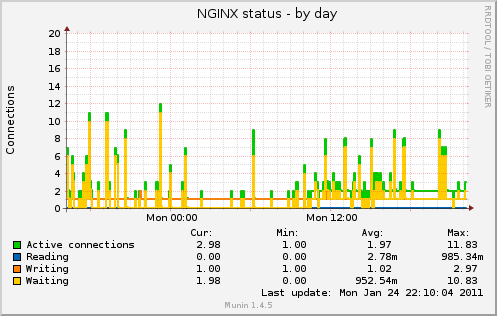 NGINX status - by day
RRDTOOL / TOBI OETIKER
Connections
20
18
16
14
12
10
8
6
4
2
0
Mon 00:00 Mon 12:00
Cur: Min: Avg: Max:
Active connections 2.98 1.00 1.97 11.83
Reading 0.00 0.00 2.78m 985.34m
Writing 1.00 1.00 1.02 2.97
Waiting 1.98 0.00 952.54m 10.83
Last update: Mon Jan 24 22:10:04 2011
Munin 1.4.5